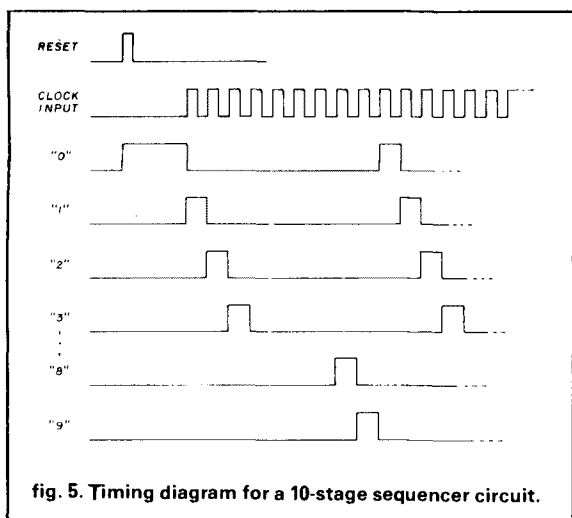 RESET
CLOCK
INPUT
"0"
"1"
"2"
"3"
"8"
"9"
fig. 5. Timing diagram for a 10-stage sequencer circuit.